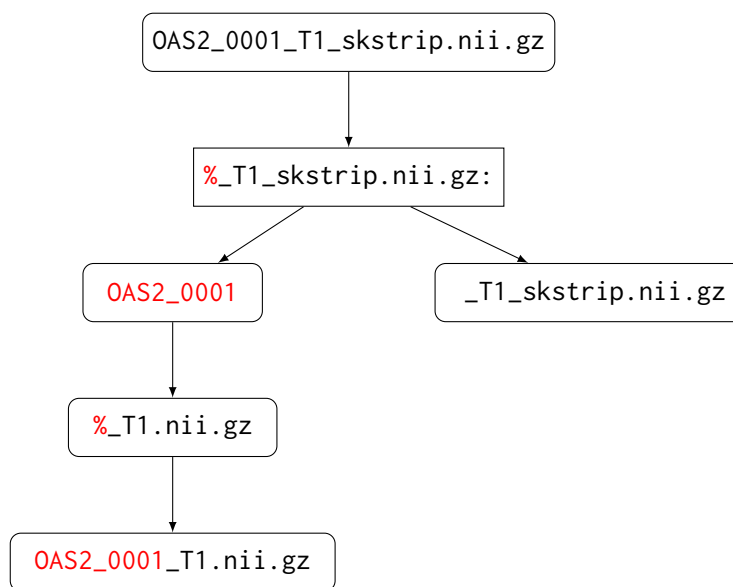 OAS2_0001_T1_skstrip.nii.gz
%_T1_skstrip.nii.gz:
OAS2_0001
_T1_skstrip.nii.gz
%_T1.nii.gz
OAS2_0001_T1.nii.gz